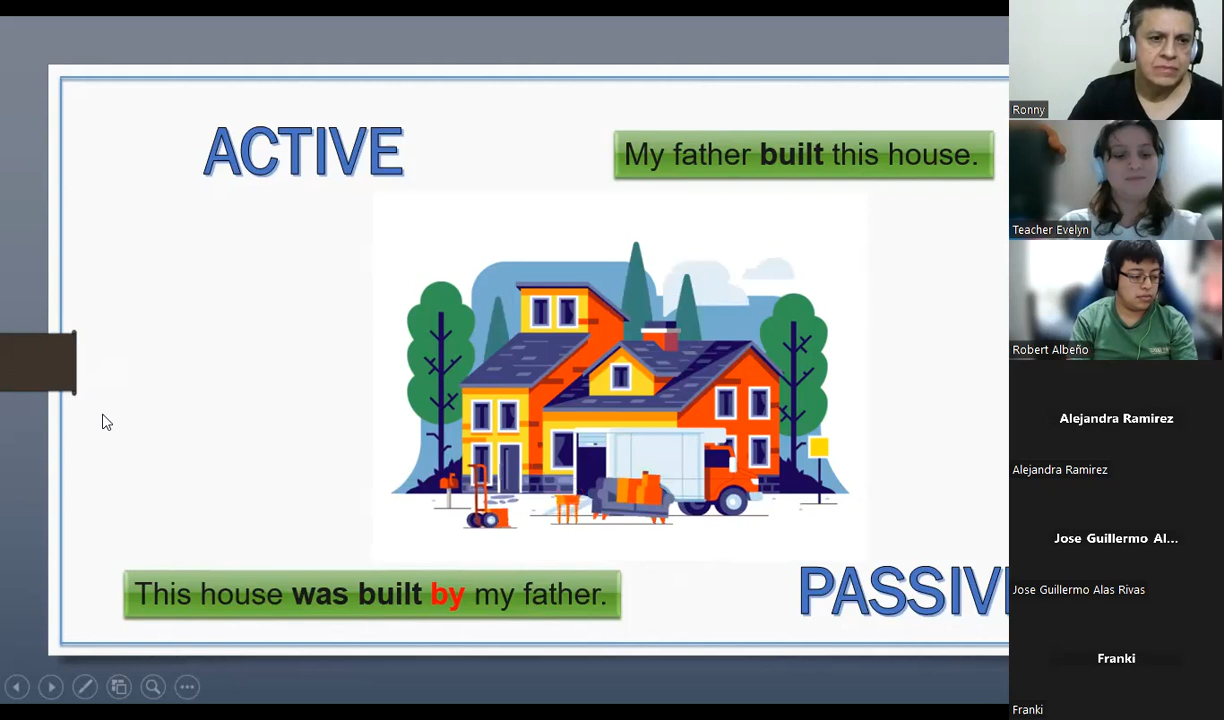 ACTIVE
My father built this house.
This house was built by my father.
PASSIV
Ronny
Teacher Evelyn
Robert Albeño
Alejandra Ramirez
Alejandra Ramirez
Jose Guillermo Al...
Jose Guillermo Alas Rivas
Franki
Franki